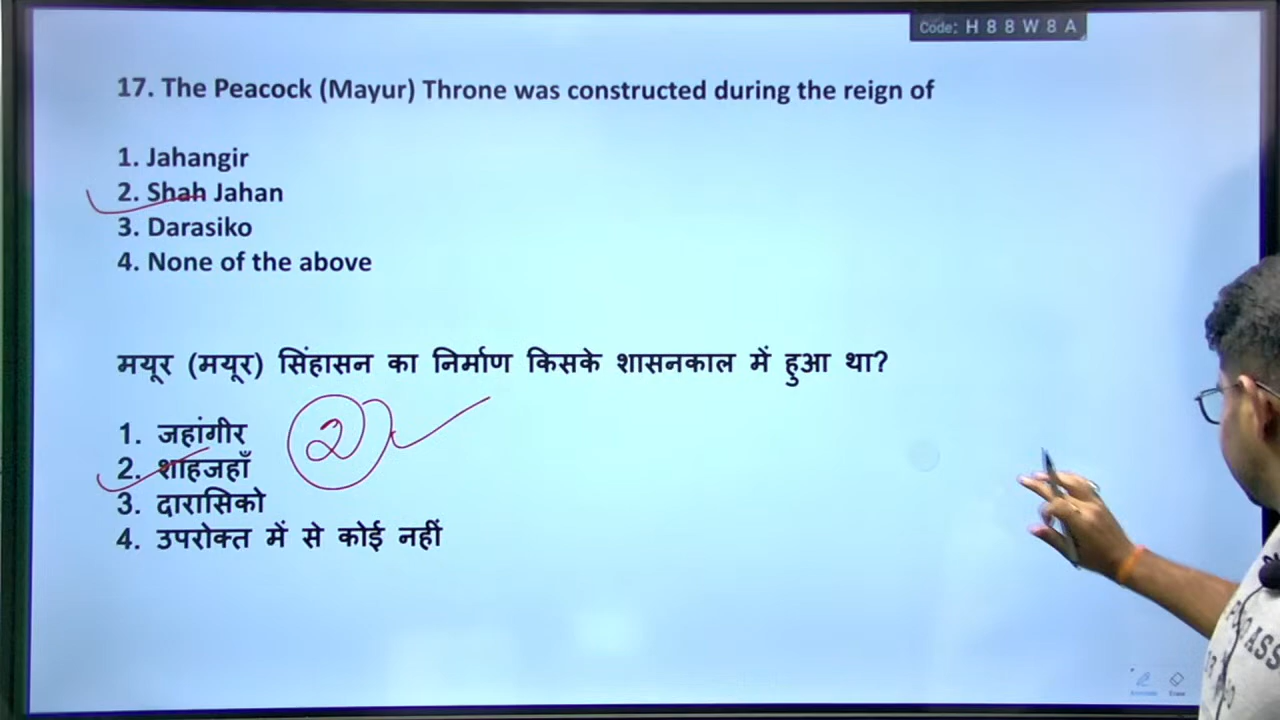 Code: H 8 8 W 8 A
17. The Peacock (Mayur) Throne was constructed during the reign of
1. Jahangir
2. Shah Jahan
3. Darasiko
4. None of the above
मयूर (मयूर) सिंहासन का निर्माण किसके शासनकाल में हुआ था?
1. जहांगीर
2. शाहजहाँ
2
3. दारासिको
4. उपरोक्त में से कोई नहीं